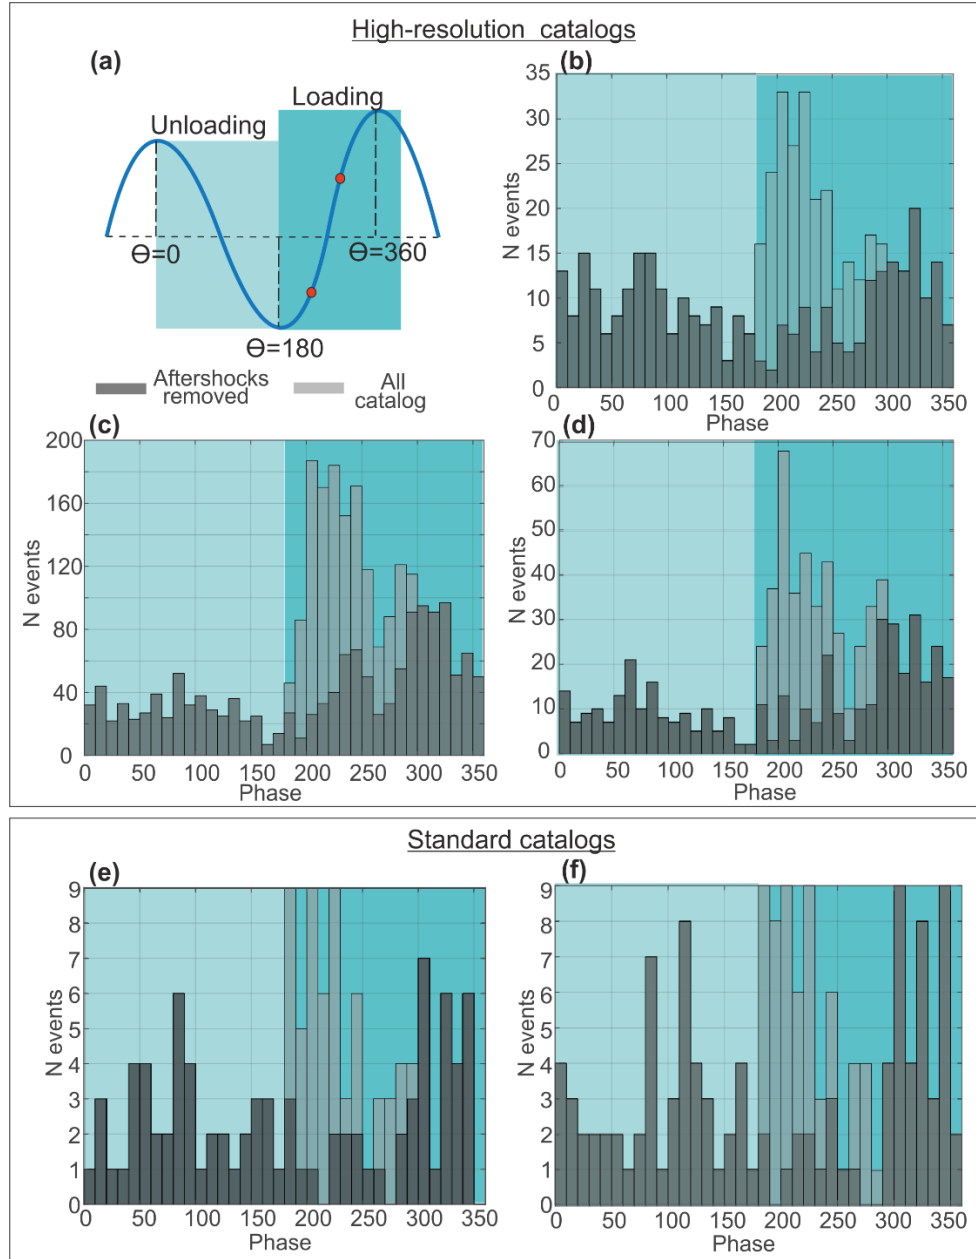 High-resolution catalogs
(a)
Unloading
Loading
Θ=0
Θ=360
Θ=180
Aftershocks
removed
All
catalog
(b)
N events
35
30
25
20
15
10
5
0
0 50 100 150 200 250 300 350
Phase
(c)
N events
200
160
120
80
40
0
0 50 100 150 200 250 300 350
Phase
(d)
N events
70
60
50
40
30
20
10
0
0 50 100 150 200 250 300 350
Phase
Standard catalogs
(e)
N events
9
8
7
6
5
4
3
2
1
0
0 50 100 150 200 250 300 350
Phase
(f)
N events
9
8
7
6
5
4
3
2
1
0
0 50 100 150 200 250 300 350
Phase